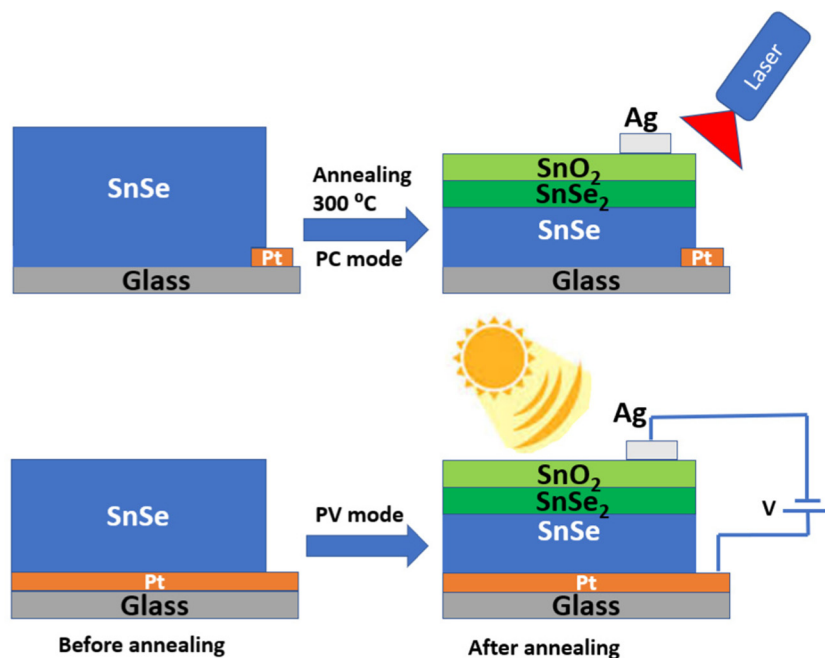 Laser
Ag
SnSe
Annealing
300 ⁰C
PC mode
SnO₂
SnSe₂
SnSe
Pt
Glass
Pt
Glass
Ag
SnSe
PV mode
SnO₂
SnSe₂
SnSe
V
Pt
Glass
Pt
Glass
Before annealing
After annealing